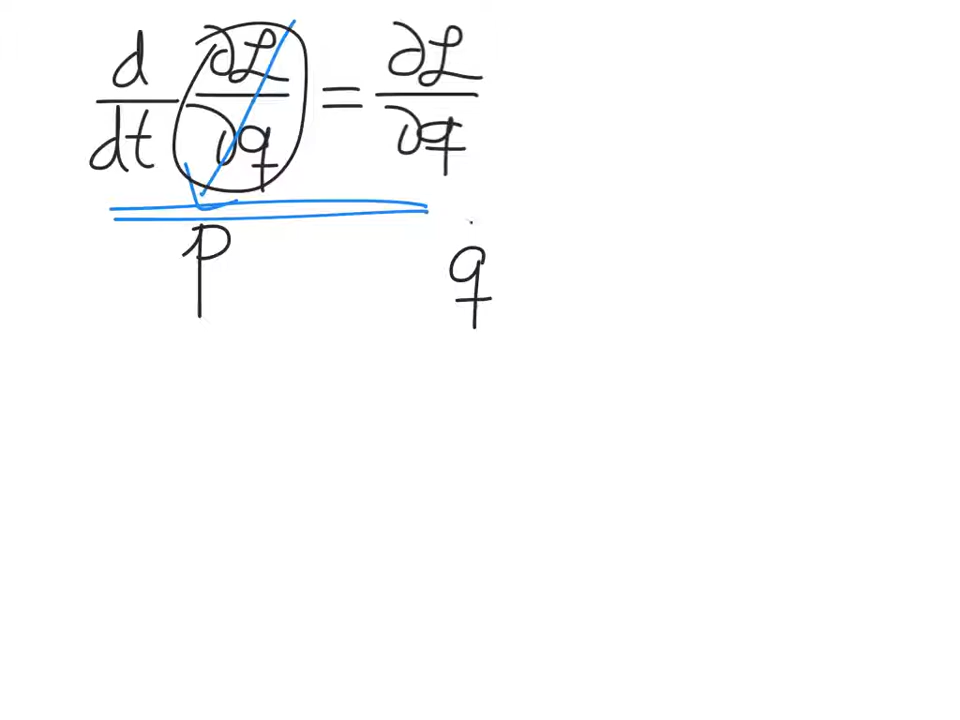 d/dt ∂ℒ/∂q = ∂ℒ/∂q
p q̇